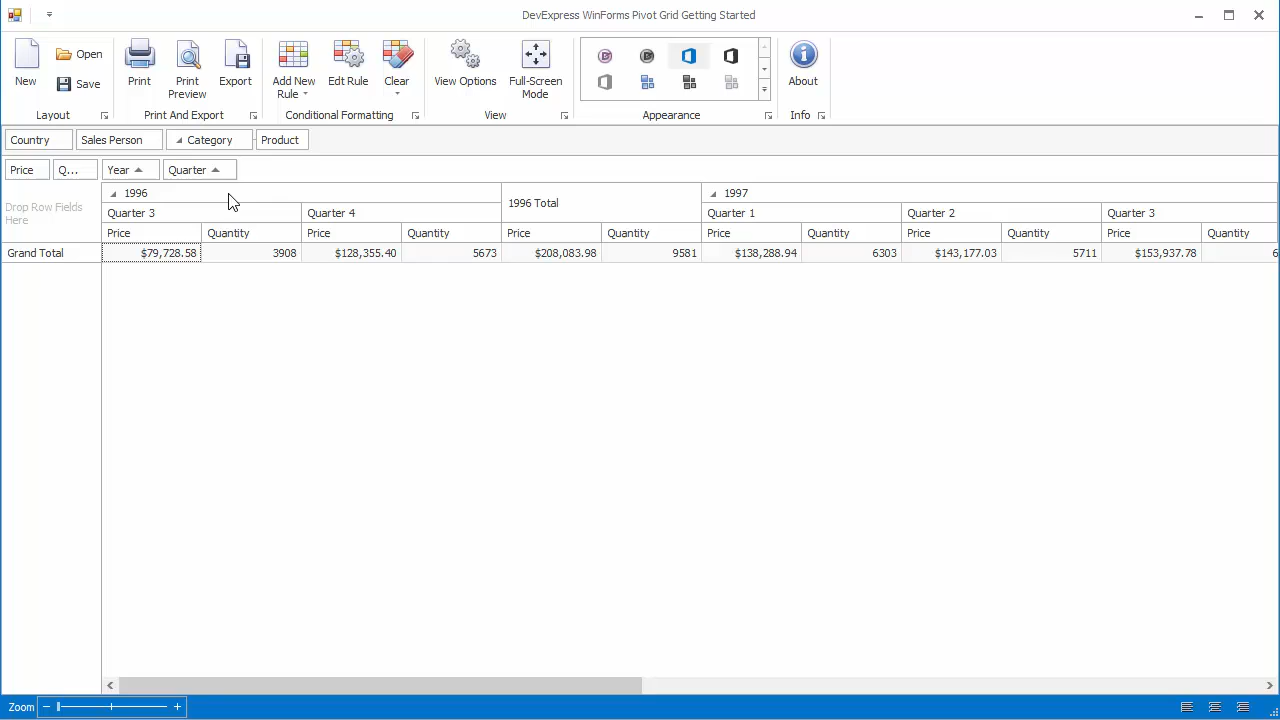 DevExpress WinForms Pivot Grid Getting Started
New
Open
Save
Print
Print Preview
Export
Add New Rule
Edt Rule
Clear
View Options
Full-Screen Mode
About
Layout
Print And Export
Conditional Formatting
View
Appearance
Info
Country Sales Person Category Product
Price Q... Year Quarter
Drop Row Fields Here
1996 1996 Total 1997
Quarter 3 Quarter 4 Quarter 1 Quarter 2 Quarter 3
Price Quantity Price Quantity Price Quantity Price Quantity Price Quantity Price Quantity
Grand Total $79,728.58 3908 $128,355.40 5673 $208,083.98 9581 $138,288.94 6303 $143,177.03 5711 $153,937.78 6
Zoom